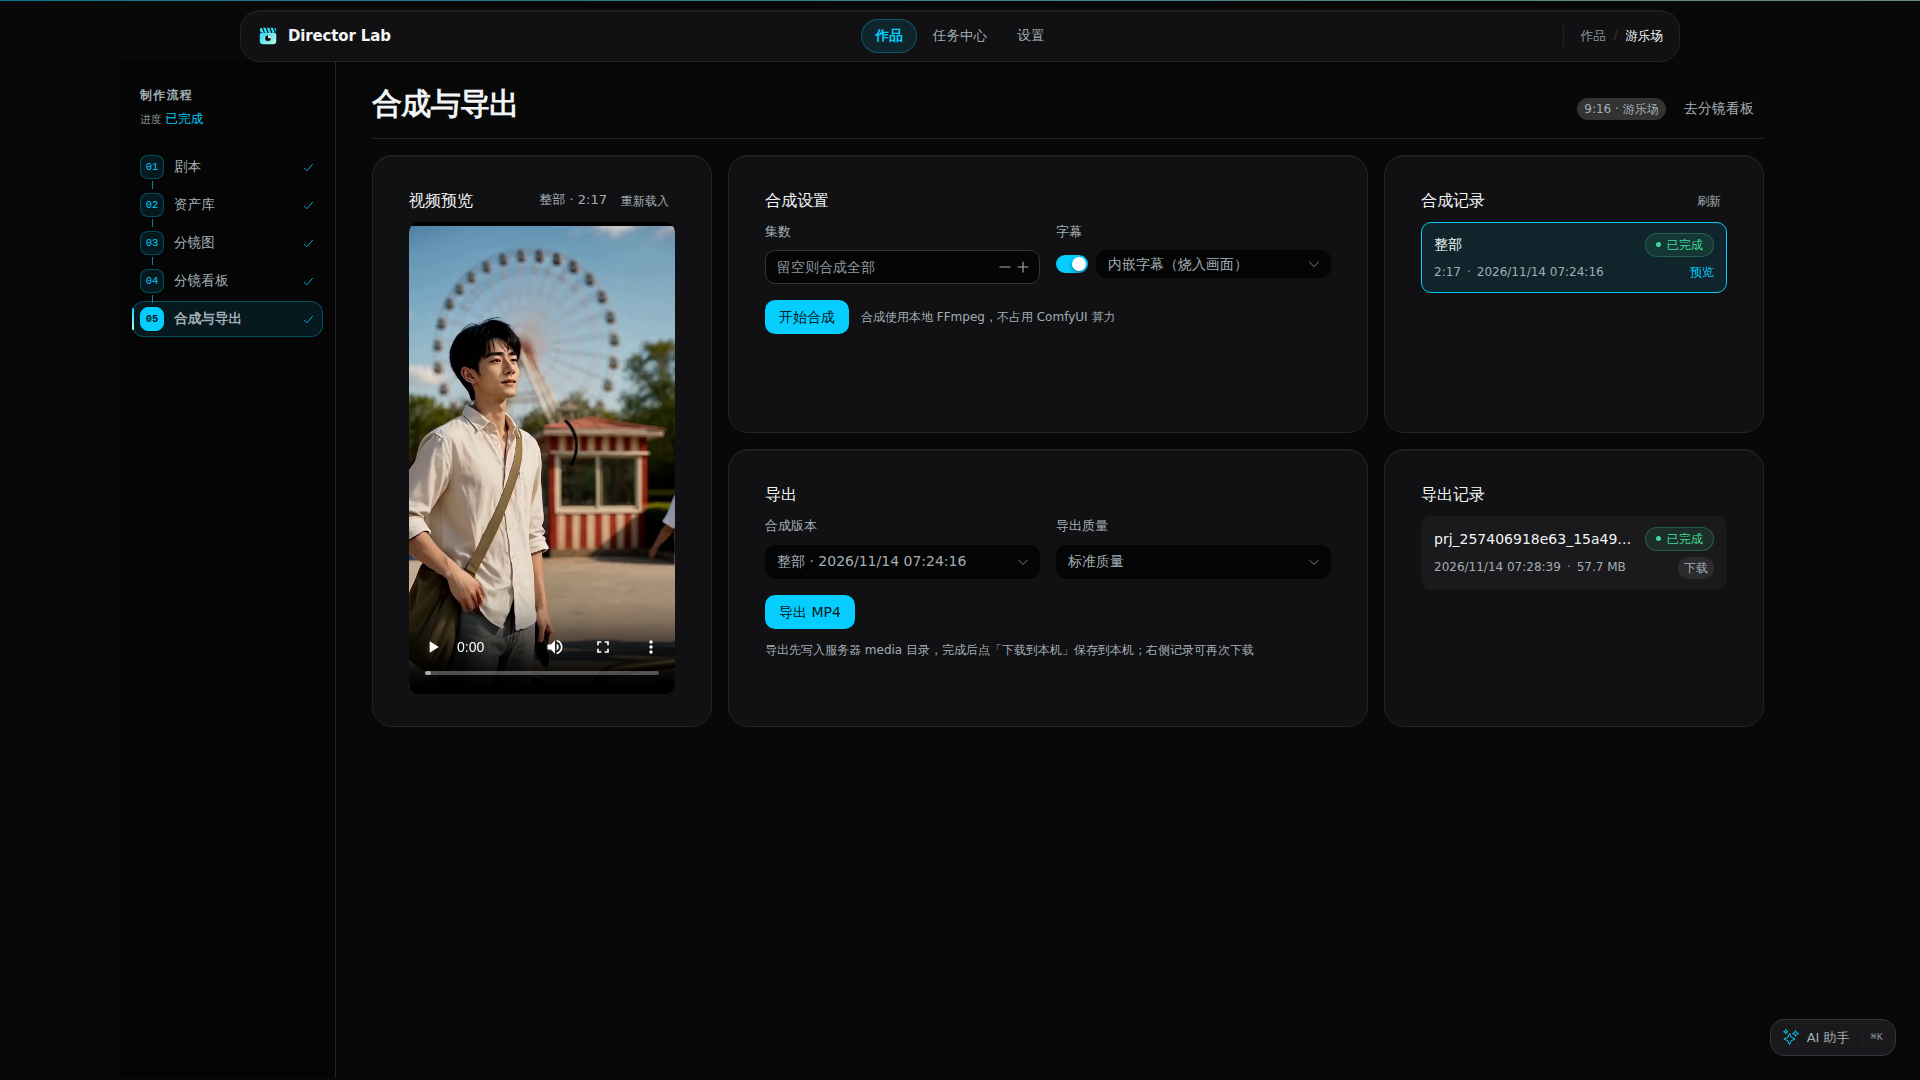 Director Lab
作品
任务中心
设置
作品 / 游乐场
制作流程
进度 已完成
01 剧本
02 资产库
03 分镜图
04 分镜看板
05 合成与导出
合成与导出
9:16 · 游乐场
去分镜看板
视频预览
整部 · 2:17
重新载入
0:00
合成设置
集数
留空则合成全部
字幕
内嵌字幕（烧入画面）
开始合成
合成使用本地 FFmpeg，不占用 ComfyUI 算力
合成记录
刷新
整部
已完成
2:17 · 2026/11/14 07:24:16
预览
导出
合成版本
整部 · 2026/11/14 07:24:16
导出质量
标准质量
导出 MP4
导出先写入服务器 media 目录，完成后点「下载到本机」保存到本机；右侧记录可再次下载
导出记录
prj_257406918e63_15a49...
已完成
2026/11/14 07:28:39 · 57.7 MB
下载
AI 助手
⌘K